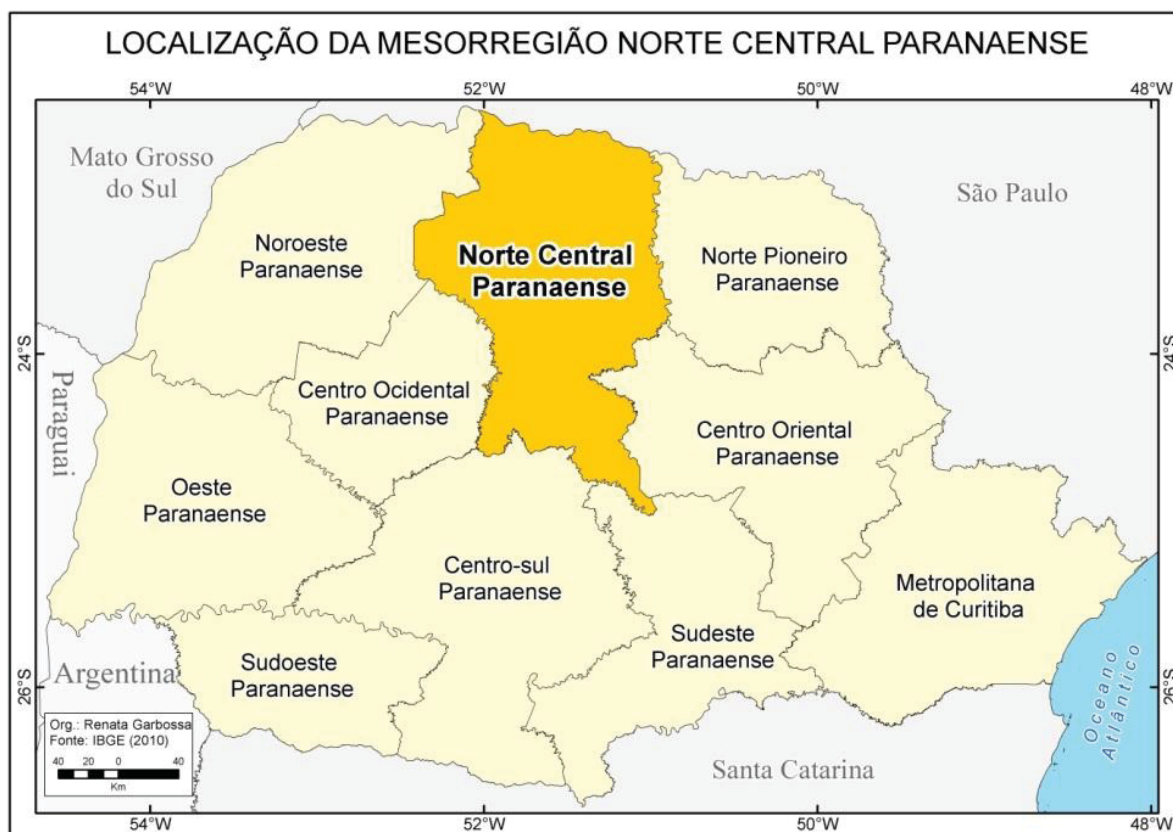 LOCALIZAÇÃO DA MESORREGIÃO NORTE CENTRAL PARANAENSE
54°W
52°W
50°W
48°W
Mato Grosso
do Sul
São Paulo
Noroeste
Paranaense
Norte Central
Paranaense
Norte Pioneiro
Paranaense
24°S
24°S
Paraguai
Centro Ocidental
Paranaense
Centro Oriental
Paranaense
Oeste
Paranaense
Centro-sul
Paranaense
Metropolitana
de Curitiba
Sudeste
Paranaense
Argentina
Sudoeste
Paranaense
26°S
26°S
Oceano
Atlântico
Org.: Renata Garbossa
Fonte: IBGE (2010)
40 20 0 40
Km
Santa Catarina
54°W
52°W
50°W
48°W